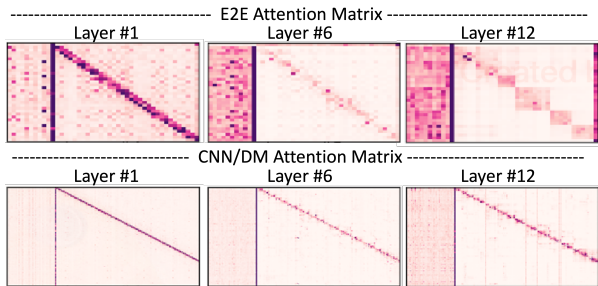 E2E Attention Matrix
Layer #1 Layer #6 Layer #12
CNN/DM Attention Matrix
Layer #1 Layer #6 Layer #12